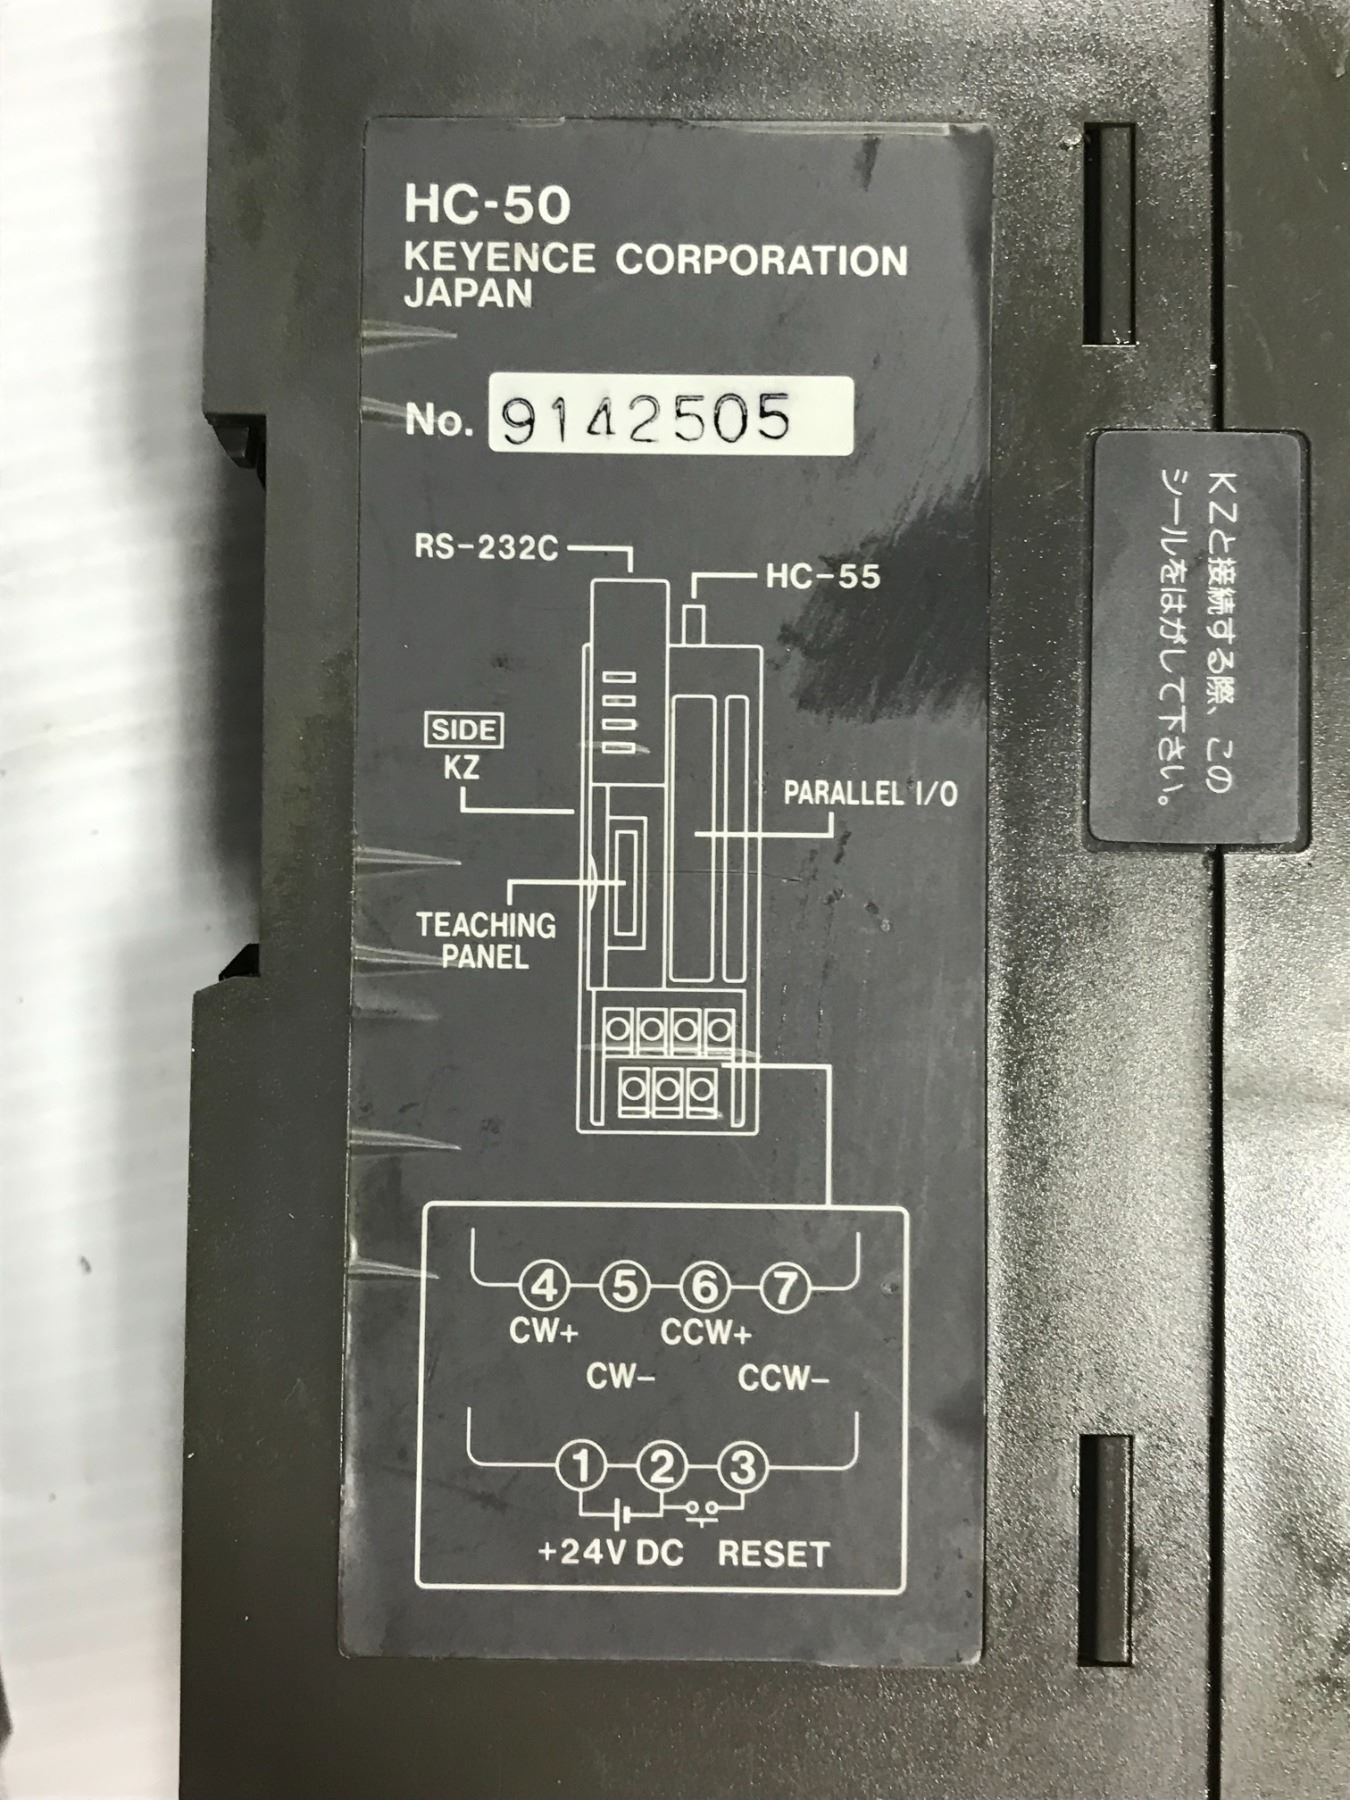 HC-50
KEYENCE CORPORATION
JAPAN
No. 9142505
RS-232C
HC-55
SIDE
KZ
PARALLEL I/O
TEACHING
PANEL
4 5 6 7
CW+ CCW+
CW- CCW-
1 2 3
+24V DC RESET
KZと接続する際、この
シールをはがして下さい。